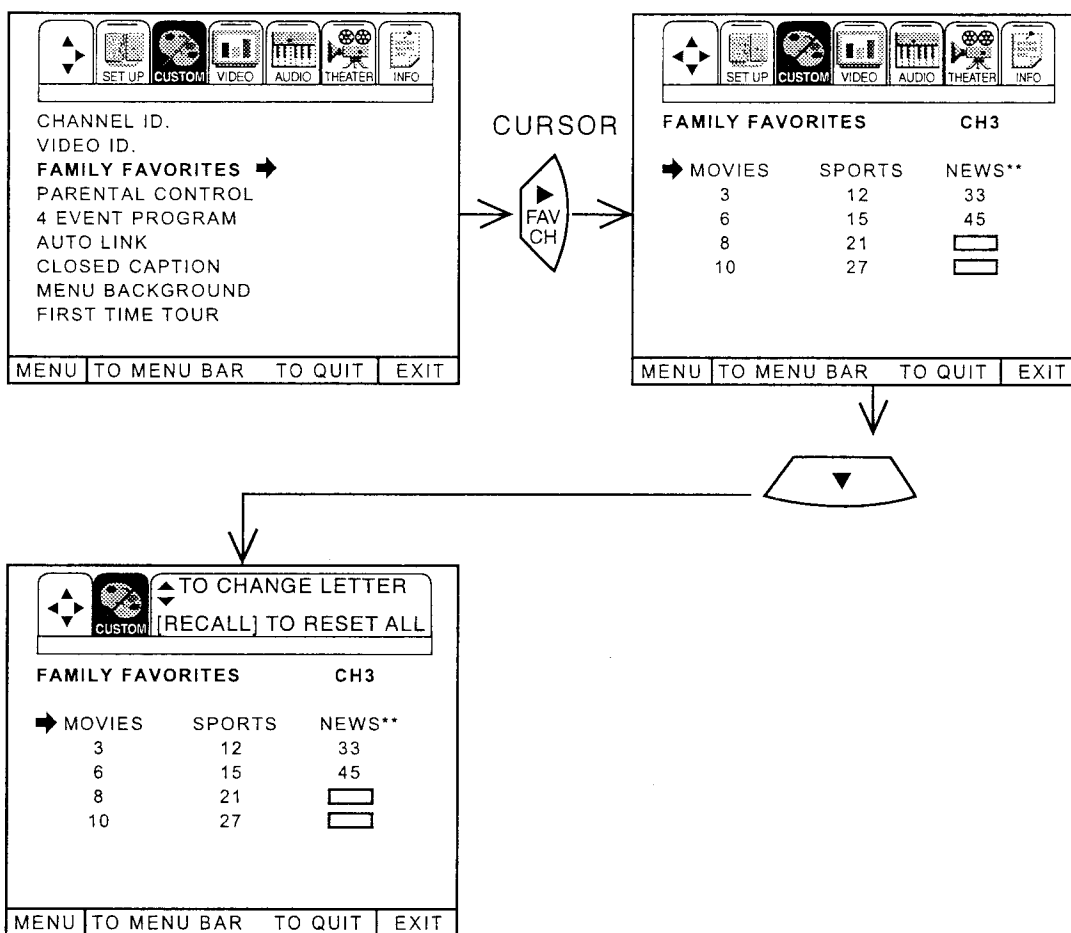 SET UP CUSTOM VIDEO AUDIO THEATER INFO
CHANNEL ID.
VIDEO ID.
FAMILY FAVORITES
PARENTAL CONTROL
4 EVENT PROGRAM
AUTO LINK
CLOSED CAPTION
MENU BACKGROUND
FIRST TIME TOUR
MENU TO MENU BAR TO QUIT EXIT
CURSOR
FAV
CH
SET UP CUSTOM VIDEO AUDIO THEATER INFO
FAMILY FAVORITES CH3
MOVIES SPORTS NEWS**
3 12 33
6 15 45
8 21
10 27
MENU TO MENU BAR TO QUIT EXIT
CUSTOM
TO CHANGE LETTER
[RECALL] TO RESET ALL
FAMILY FAVORITES CH3
MOVIES SPORTS NEWS**
3 12 33
6 15 45
8 21
10 27
MENU TO MENU BAR TO QUIT EXIT